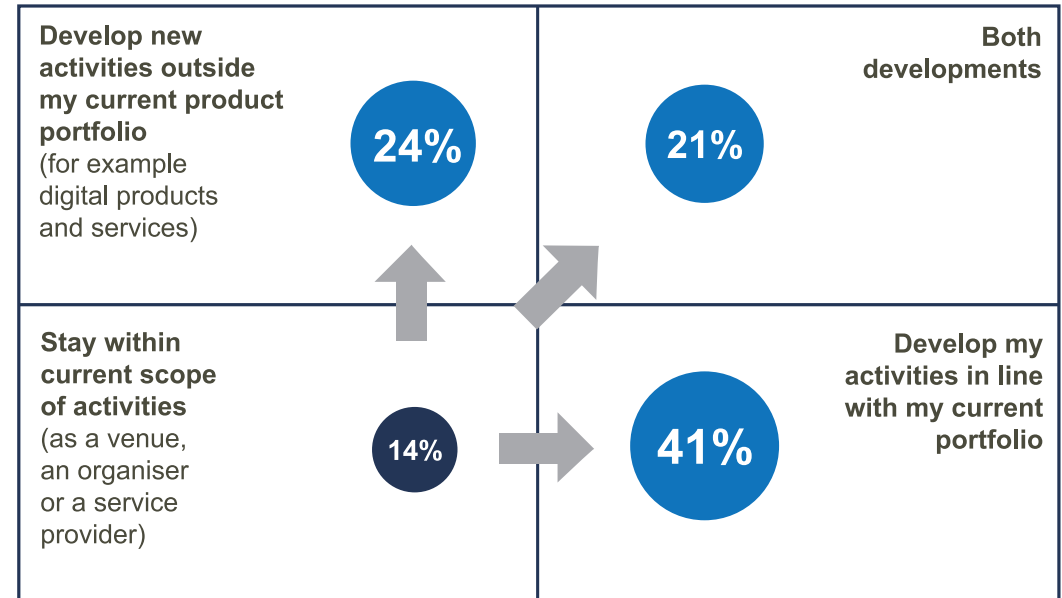 Develop new
activities outside
my current product
portfolio
(for example
digital products
and services)
24%
Both
developments
21%
Stay within
current scope
of activities
(as a venue,
an organiser
or a service
provider)
14%
Develop my
activities in line
with my current
portfolio
41%